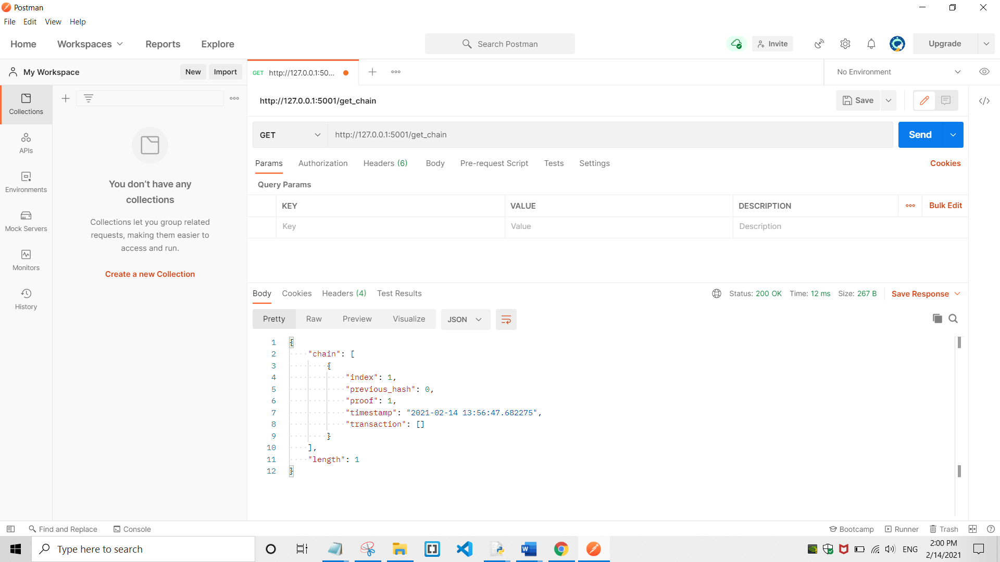 Postman
File Edit View Help
Home Workspaces Reports Explore
Search Postman
Invite
Upgrade
My Workspace
New Import
GET http://127.0.0.1:50...
No Environment
Collections
APIs
Environments
Mock Servers
Monitors
History
You don’t have any
collections
Collections let you group related
requests, making them easier to
access and run.
Create a new Collection
http://127.0.0.1:5001/get_chain
Save
GET http://127.0.0.1:5001/get_chain
Send
Params Authorization Headers (6) Body Pre-request Script Tests Settings
Cookies
Query Params
KEY VALUE DESCRIPTION
Bulk Edit
Key Value Description
Body Cookies Headers (4) Test Results
Status: 200 OK Time: 12 ms Size: 267 B Save Response
Pretty Raw Preview Visualize JSON
1 {
2 "chain": [
3 {
4 "index": 1,
5 "previous_hash": 0,
6 "proof": 1,
7 "timestamp": "2021-02-14 13:56:47.682275",
8 "transaction": []
9 }
10 ],
11 "length": 1
12 }
Find and Replace Console
Bootcamp Runner Trash
Type here to search
ENG
2:00 PM
2/14/2021